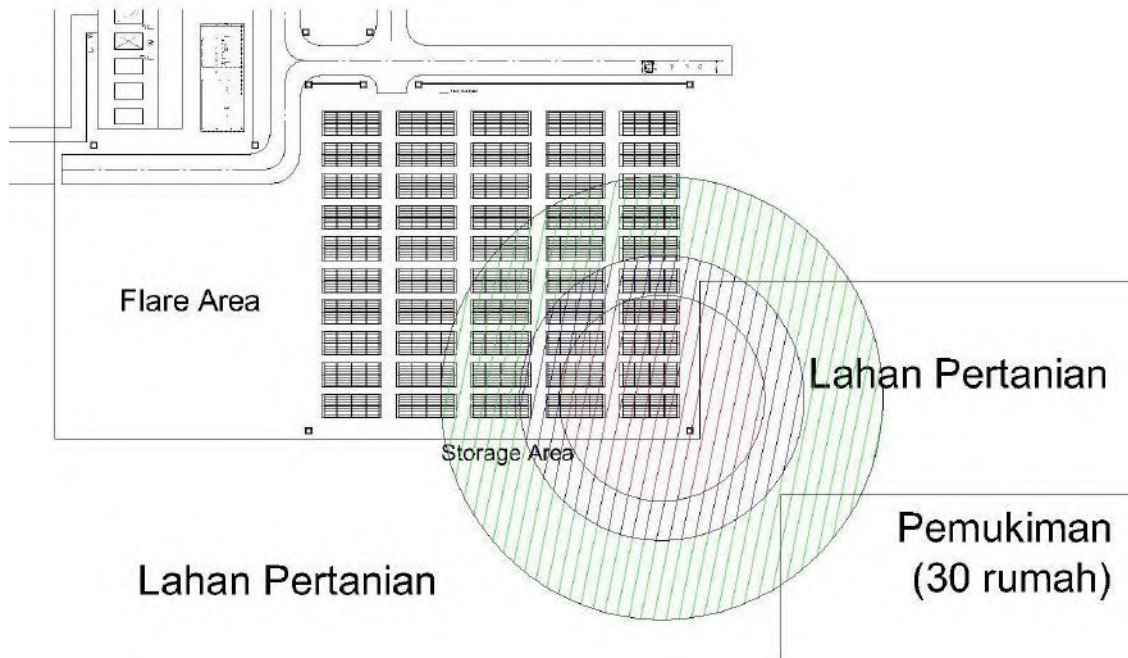 Flare Area
Lahan Pertanian
Storage Area
Pemukiman
(30 rumah)
Lahan Pertanian